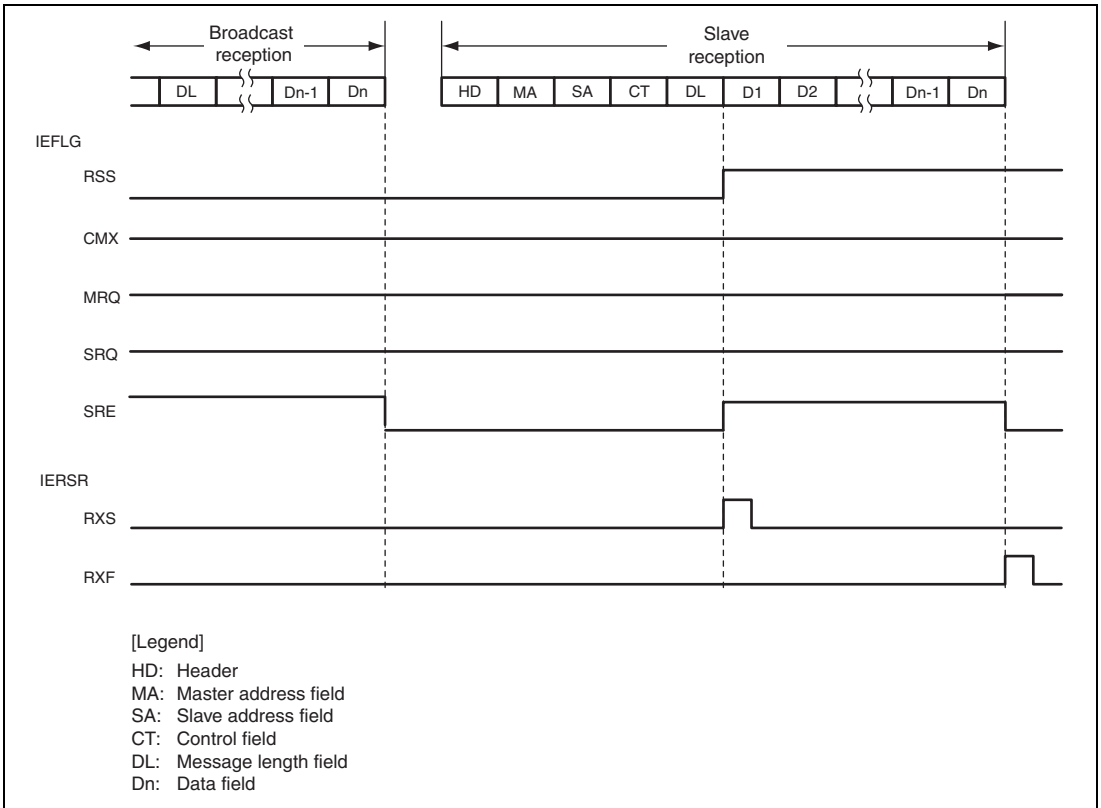 Broadcast
reception
Slave
reception
DL Dn-1 Dn HD MA SA CT DL D1 D2 Dn-1 Dn
IEFLG
RSS
CMX
MRQ
SRQ
SRE
IERSR
RXS
RXF
[Legend]
HD: Header
MA: Master address field
SA: Slave address field
CT: Control field
DL: Message length field
Dn: Data field